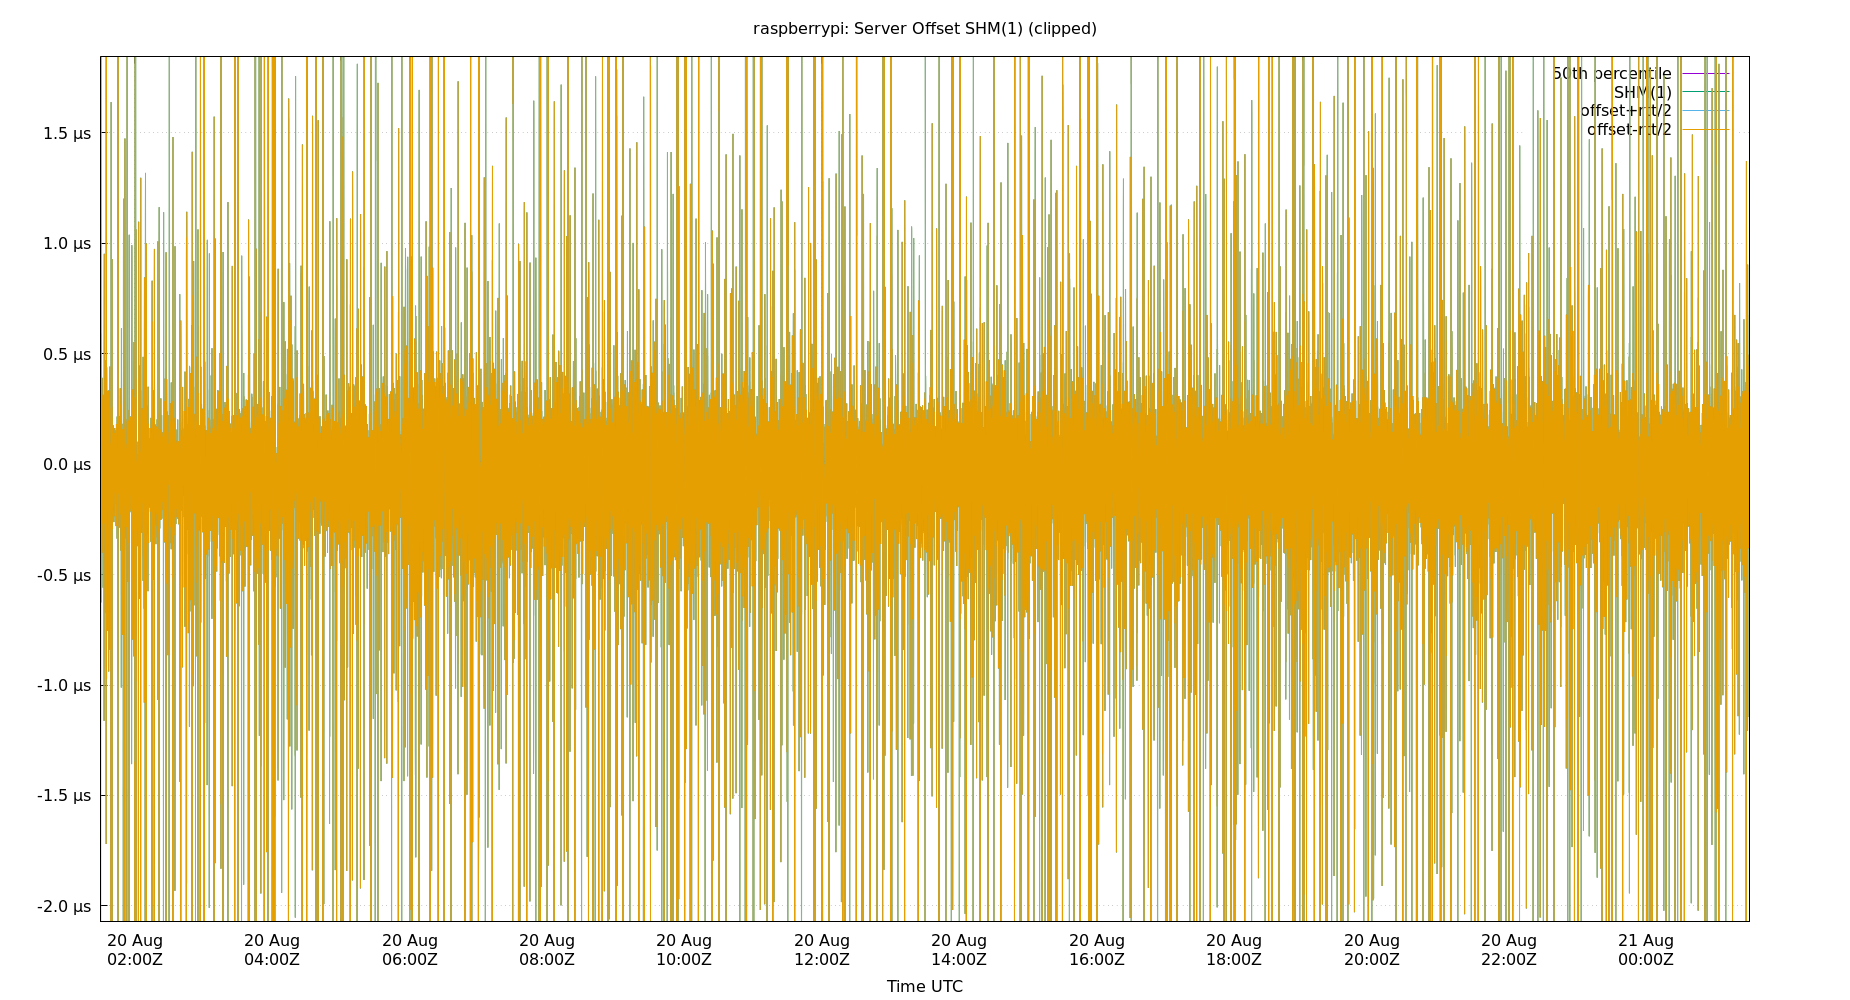 raspberrypi: Server Offset SHM(1) (clipped)
50th percentile
SHM(1)
offset+rtt/2
offset-rtt/2
1.5 µs
1.0 µs
0.5 µs
0.0 µs
-0.5 µs
-1.0 µs
-1.5 µs
-2.0 µs
20 Aug 20 Aug 20 Aug 20 Aug 20 Aug 20 Aug 20 Aug 20 Aug 20 Aug 20 Aug 20 Aug 21 Aug
02:00Z 04:00Z 06:00Z 08:00Z 10:00Z 12:00Z 14:00Z 16:00Z 18:00Z 20:00Z 22:00Z 00:00Z
Time UTC